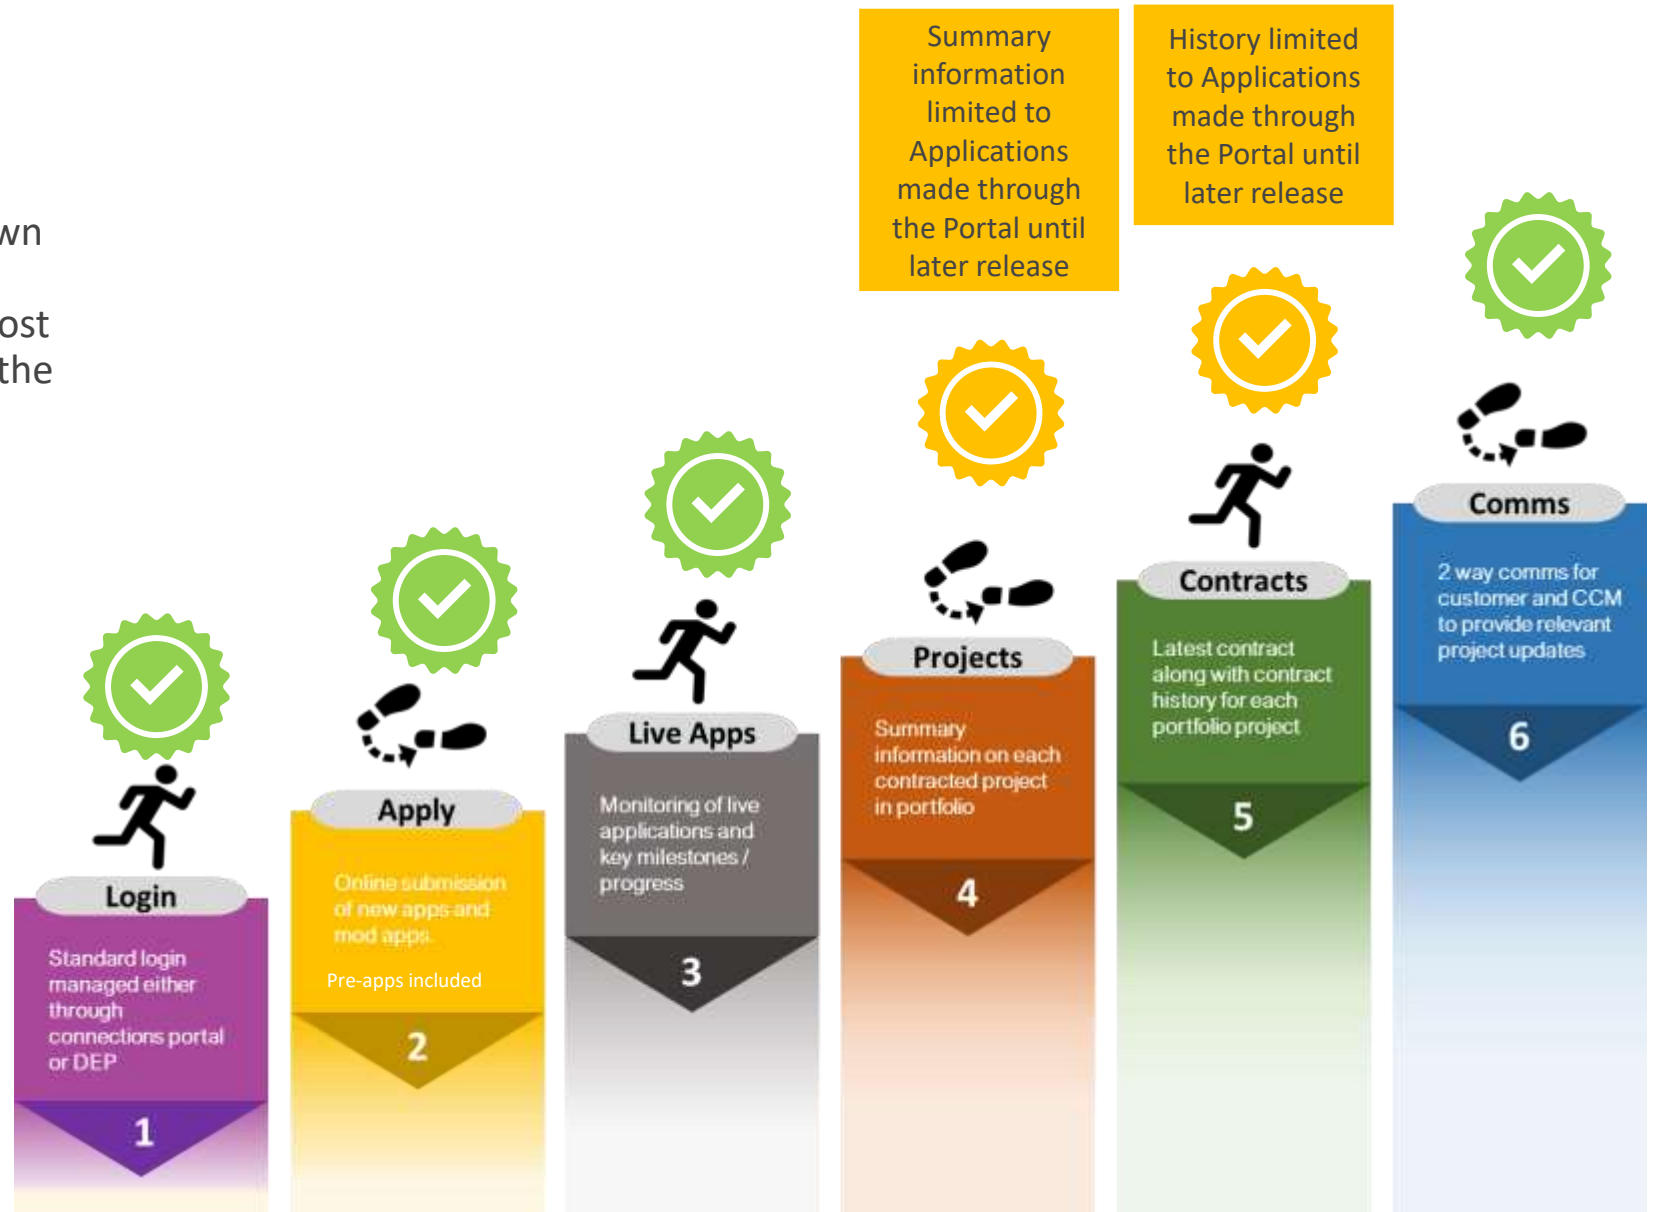 wn
ost
the
Summary
information
limited to
Applications
made through
the Portal until
later release
History limited
to Applications
made through
the Portal until
later release
Login
Standard login
managed either
through
connections portal
or DEP
1
Apply
Online submission
of new apps and
mod apps.
Pre-apps included
2
Live Apps
Monitoring of live
applications and
key milestones /
progress
3
Projects
Summary
information on each
contracted project
in portfolio
4
Contracts
Latest contract
along with contract
history for each
portfolio project
5
Comms
2 way comms for
customer and CCM
to provide relevant
project updates
6